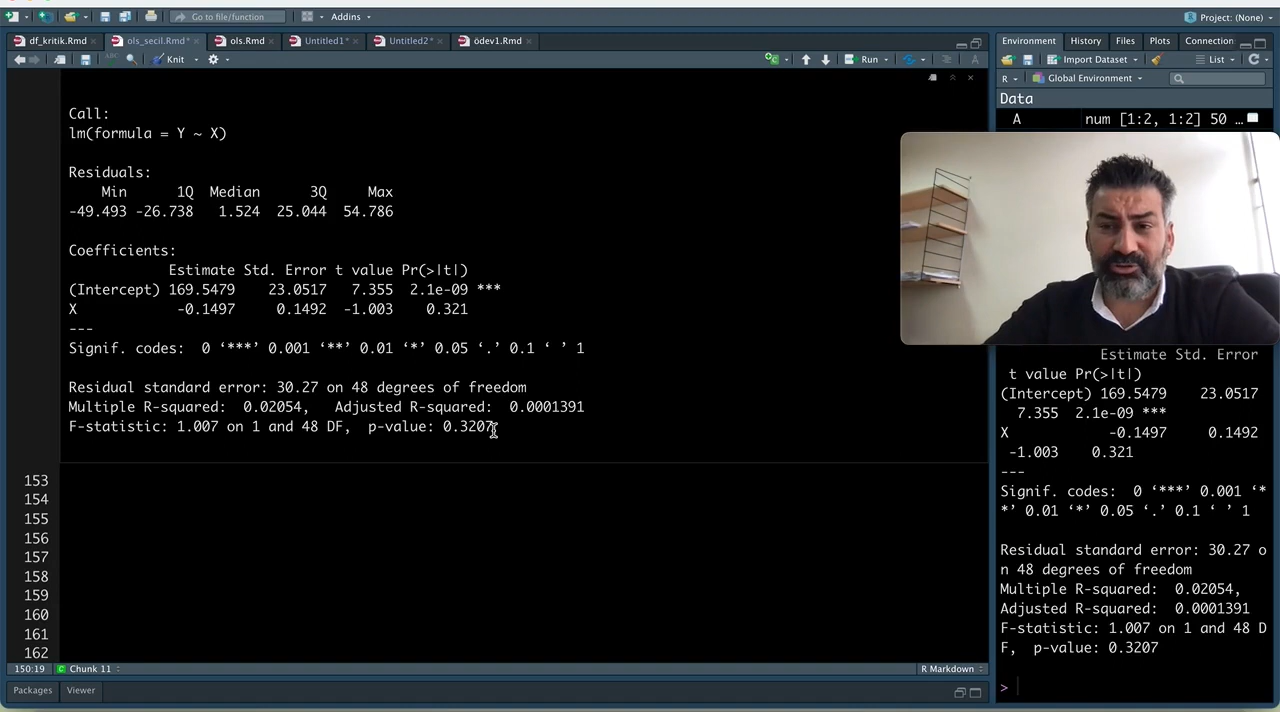 Go to file/function
Addins
Project: (None)
df_kritik.Rmd
ols_secil.Rmd*
ols.Rmd
Untitled1*
Untitled2*
ödev1.Rmd
Knit
Run
Call:
lm(formula = Y ~ X)
Residuals:
Min 1Q Median 3Q Max
-49.493 -26.738 1.524 25.044 54.786
Coefficients:
Estimate Std. Error t value Pr(>|t|)
(Intercept) 169.5479 23.0517 7.355 2.1e-09 ***
X -0.1497 0.1492 -1.003 0.321
---
Signif. codes: 0 ‘***’ 0.001 ‘**’ 0.01 ‘*’ 0.05 ‘.’ 0.1 ‘ ’ 1
Residual standard error: 30.27 on 48 degrees of freedom
Multiple R-squared: 0.02054, Adjusted R-squared: 0.0001391
F-statistic: 1.007 on 1 and 48 DF, p-value: 0.3207
153
154
155
156
157
158
159
160
161
162
150:19 Chunk 11 R Markdown
Packages Viewer
Environment History Files Plots Connection
Import Dataset List
R Global Environment
Data
A num [1:2, 1:2] 50 …
Estimate Std. Error
t value Pr(>|t|)
(Intercept) 169.5479 23.0517
7.355 2.1e-09 ***
X -0.1497 0.1492
-1.003 0.321
---
Signif. codes: 0 ‘***’ 0.001 ‘*
*’ 0.01 ‘*’ 0.05 ‘.’ 0.1 ‘ ’ 1
Residual standard error: 30.27 o
n 48 degrees of freedom
Multiple R-squared: 0.02054,
Adjusted R-squared: 0.0001391
F-statistic: 1.007 on 1 and 48 D
F, p-value: 0.3207
>